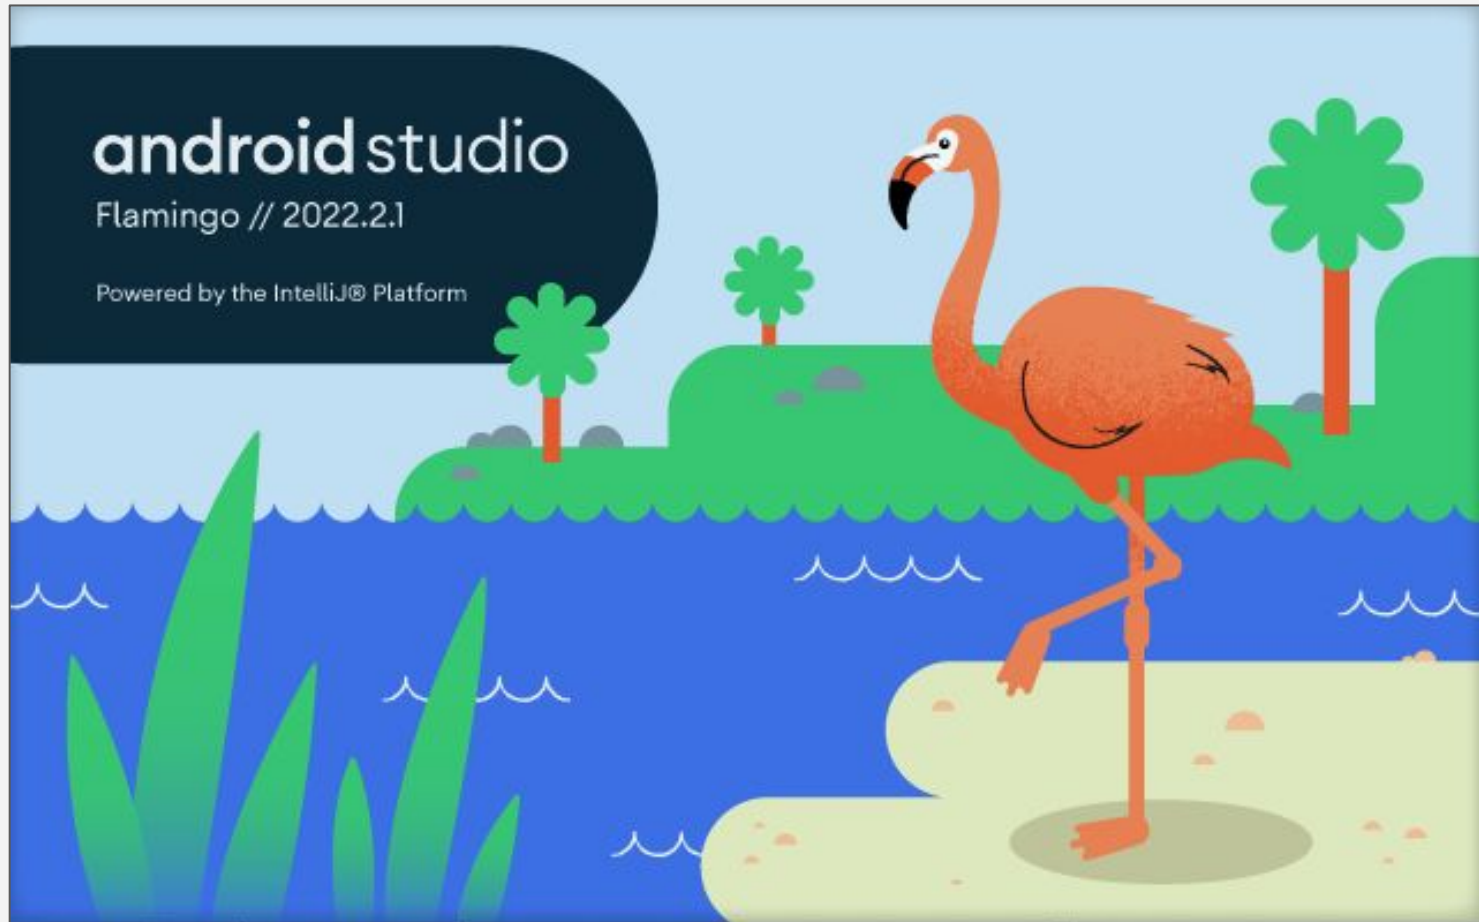 android studio
Flamingo // 2022.2.1
Powered by the IntelliJ® Platform